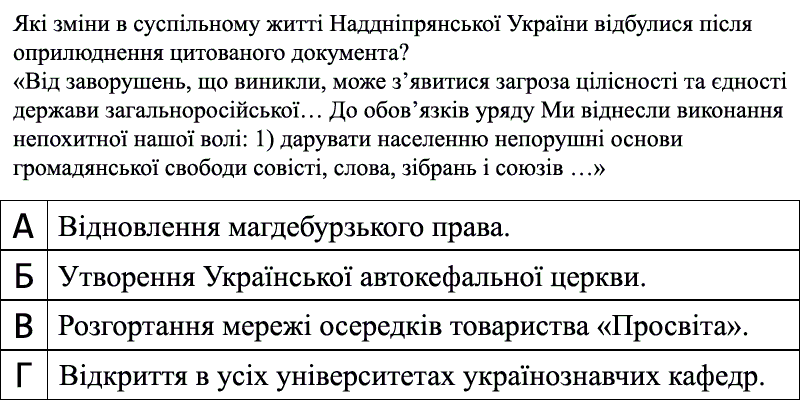 Які зміни в суспільному житті Наддніпрянської України відбулися після
оприлюднення цитованого документа?
«Від заворушень, що виникли, може з’явитися загроза цілісності та єдності
держави загальноросійської… До обов’язків уряду Ми віднесли виконання
непохитної нашої волі: 1) дарувати населенню непорушні основи
громадянської свободи совісті, слова, зібрань і союзів …»
А Відновлення магдебурзького права.
Б Утворення Української автокефальної церкви.
В Розгортання мережі осередків товариства «Просвіта».
Г Відкриття в усіх університетах українознавчих кафедр.